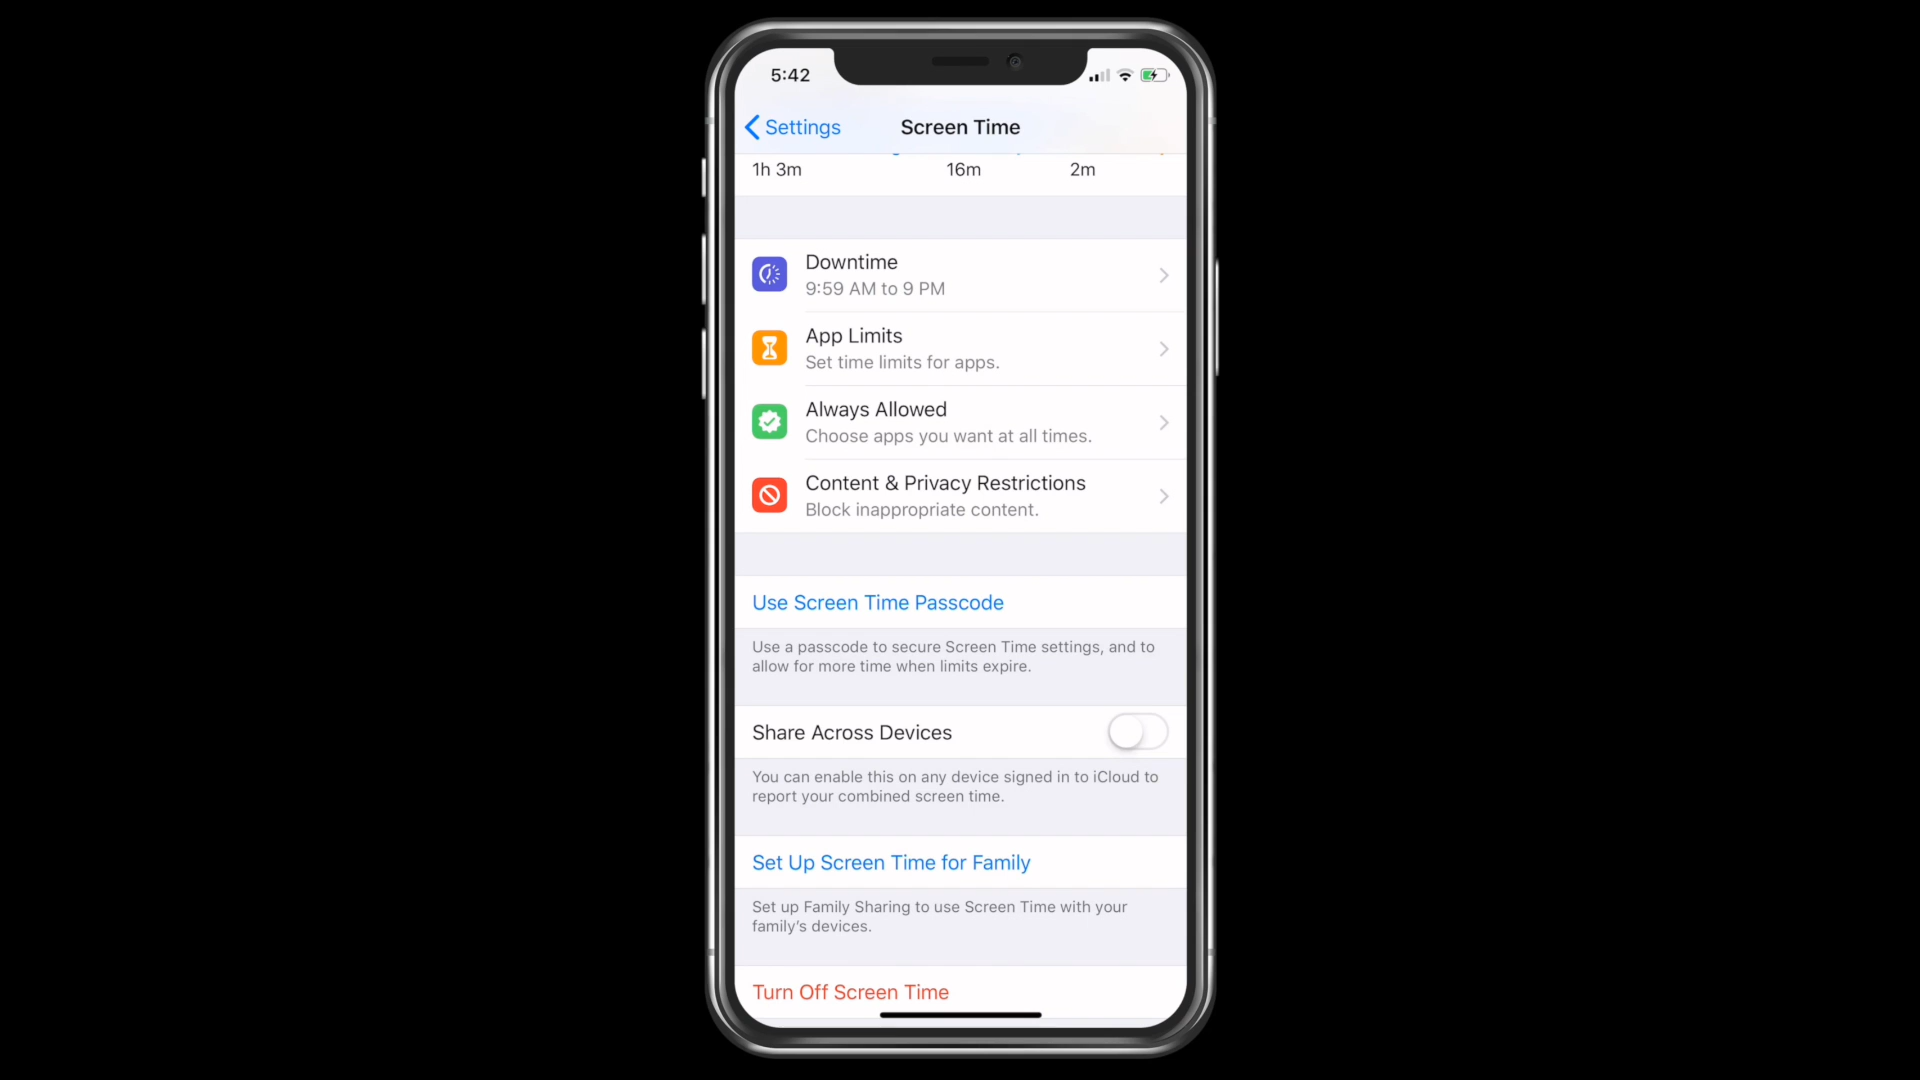 5:42
Settings
Screen Time
1h 3m 16m 2m
Downtime
9:59 AM to 9 PM
App Limits
Set time limits for apps.
Always Allowed
Choose apps you want at all times.
Content & Privacy Restrictions
Block inappropriate content.
Use Screen Time Passcode
Use a passcode to secure Screen Time settings, and to
allow for more time when limits expire.
Share Across Devices
You can enable this on any device signed in to iCloud to
report your combined screen time.
Set Up Screen Time for Family
Set up Family Sharing to use Screen Time with your
family's devices.
Turn Off Screen Time